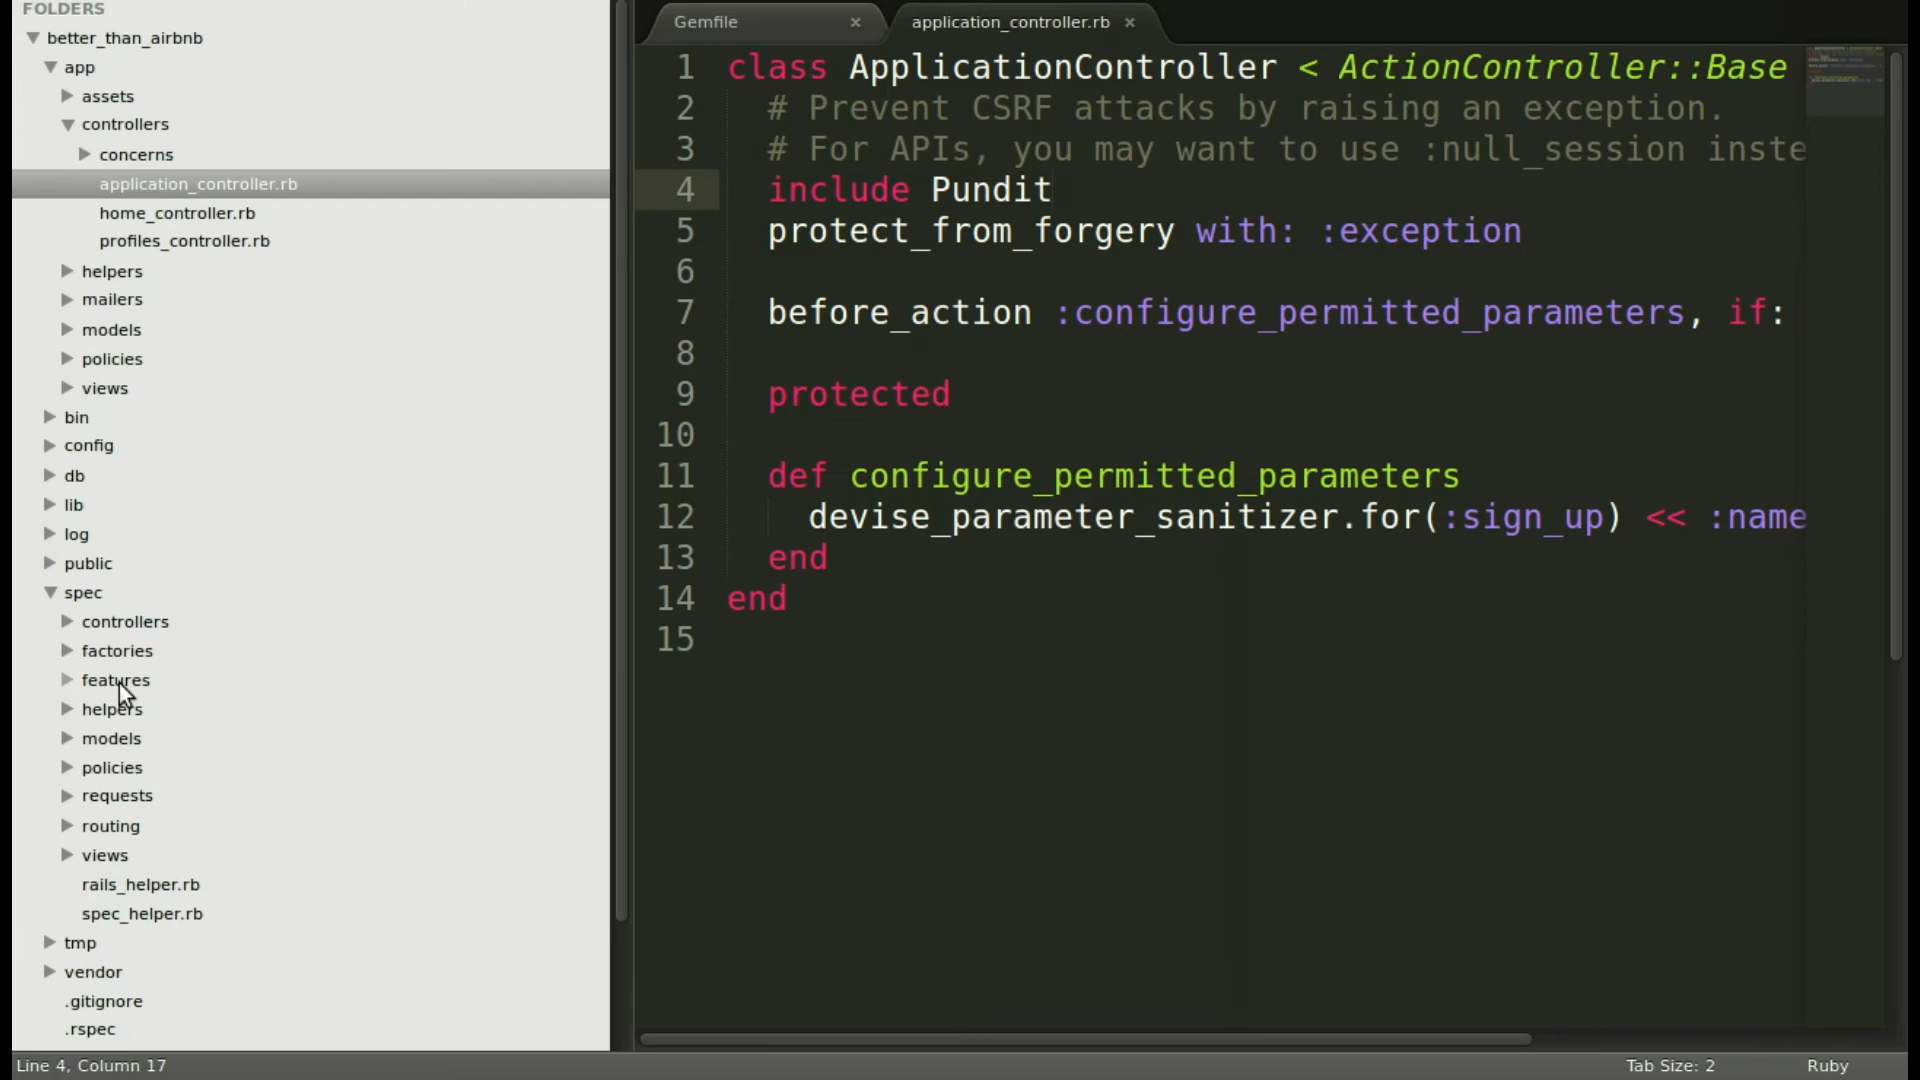 FOLDERS
better_than_airbnb
app
assets
controllers
concerns
application_controller.rb
home_controller.rb
profiles_controller.rb
helpers
mailers
models
policies
views
bin
config
db
lib
log
public
spec
controllers
factories
features
helpers
models
policies
requests
routing
views
rails_helper.rb
spec_helper.rb
tmp
vendor
.gitignore
.rspec
Gemfile × application_controller.rb ×
1 class ApplicationController < ActionController::Base
2 # Prevent CSRF attacks by raising an exception.
3 # For APIs, you may want to use :null_session inste
4 include Pundit
5 protect_from_forgery with: :exception
6
7 before_action :configure_permitted_parameters, if:
8
9 protected
10
11 def configure_permitted_parameters
12 devise_parameter_sanitizer.for(:sign_up) << :name
13 end
14 end
15
Line 4, Column 17 Tab Size: 2 Ruby